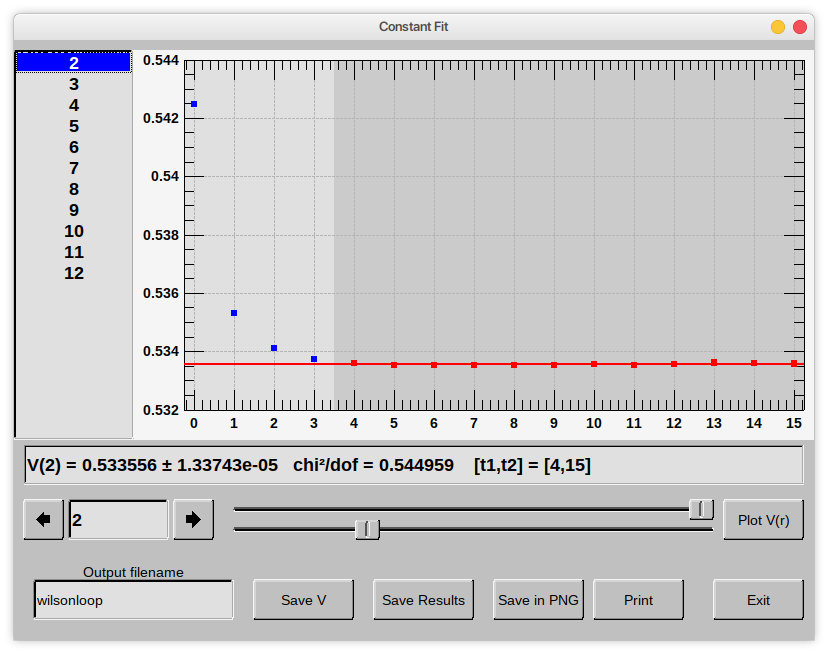 Constant Fit
2
3
4
5
6
7
8
9
10
11
12
0.544
0.542
0.54
0.538
0.536
0.534
0.532
0 1 2 3 4 5 6 7 8 9 10 11 12 13 14 15
V(2) = 0.533556 ± 1.33743e-05 chi²/dof = 0.544959 [t1,t2] = [4,15]
2
Plot V(r)
Output filename
wilsonloop
Save V
Save Results
Save in PNG
Print
Exit